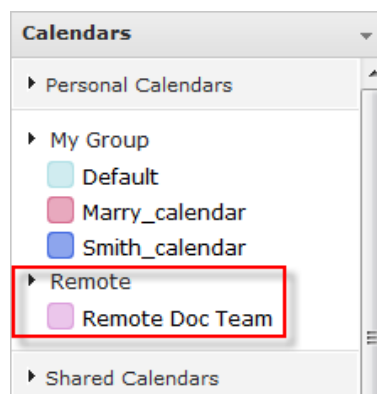 Calendars
Personal Calendars
My Group
Default
Marry_calendar
Smith_calendar
Remote
Remote Doc Team
Shared Calendars